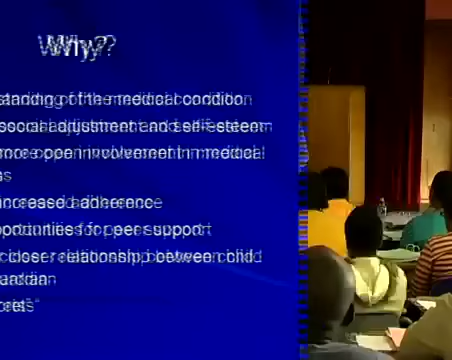 Why?
standing of the medical condition
social adjustment and self-esteem
more open involvement in medical
increased adherence
portunities for peer support
closer relationship between child